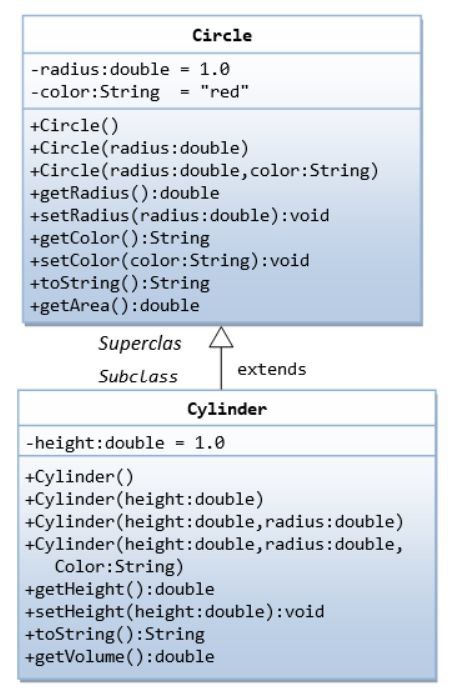 Circle
-radius:double = 1.0
-color:String  = "red"
+Circle()
+Circle(radius:double)
+Circle(radius:double,color:String)
+getRadius():double
+setRadius(radius:double):void
+getColor():String
+setColor(color:String):void
+toString():String
+getArea():double
Superclas
Subclass
extends
Cylinder
-height:double = 1.0
+Cylinder()
+Cylinder(height:double)
+Cylinder(height:double,radius:double)
+Cylinder(height:double,radius:double,
Color:String)
+getHeight():double
+setHeight(height:double):void
+toString():String
+getVolume():double